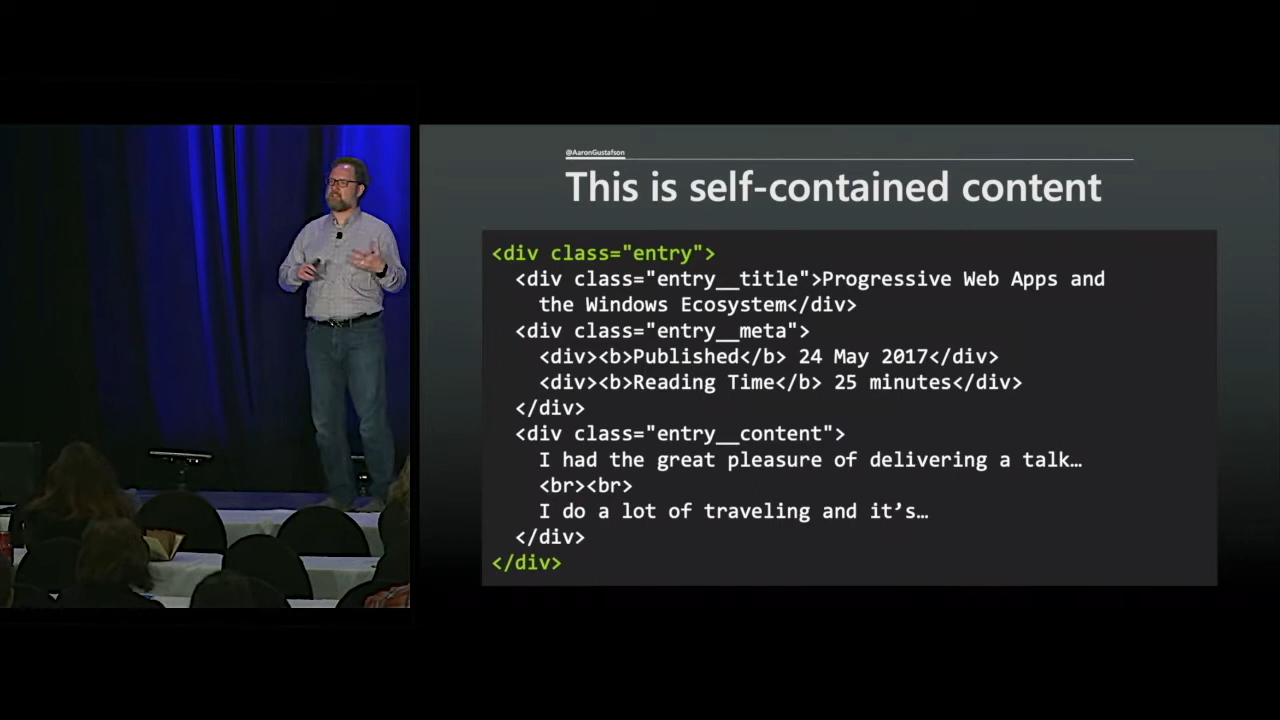 @AaronGustafson
This is self-contained content
<div class="entry">
<div class="entry__title">Progressive Web Apps and
the Windows Ecosystem</div>
<div class="entry__meta">
<div><b>Published</b> 24 May 2017</div>
<div><b>Reading Time</b> 25 minutes</div>
</div>
<div class="entry__content">
I had the great pleasure of delivering a talk…
<br><br>
I do a lot of traveling and it’s…
</div>
</div>